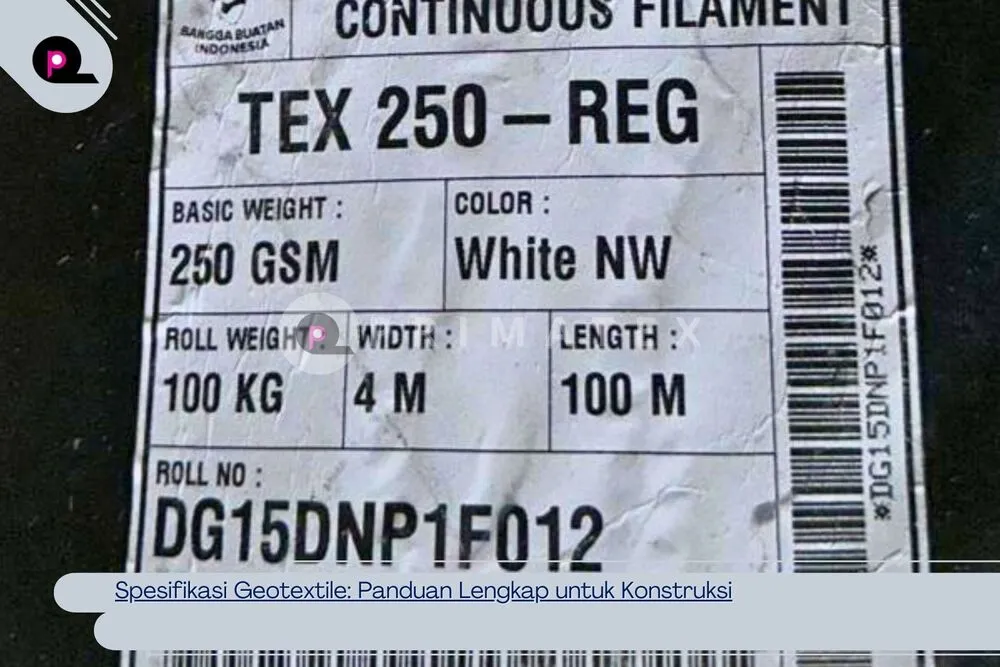 BANGGA BUATAN
INDONESIA
CONTINUOUS FILAMENT
TEX 250 – REG
BASIC WEIGHT :
250 GSM
COLOR :
White NW
ROLL WEIGHT :
100 KG
WIDTH :
4 M
LENGTH :
100 M
ROLL NO :
DG15DNP1F012
*DG15DNP1F012*
P
PRIMATEX
Spesifikasi Geotextile: Panduan Lengkap untuk Konstruksi